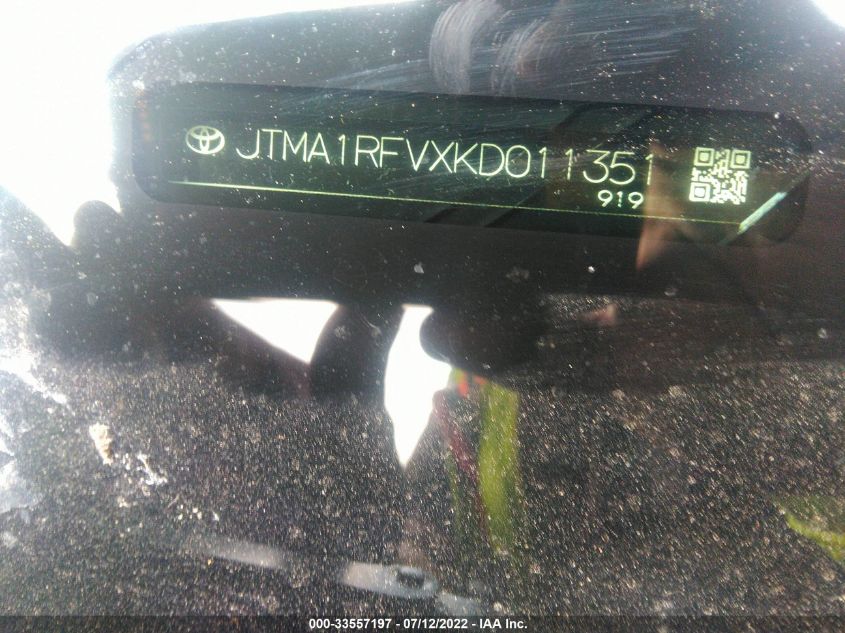 JTMA1RFVXKD011351
919
000-33557197 - 07/12/2022 - IAA Inc.